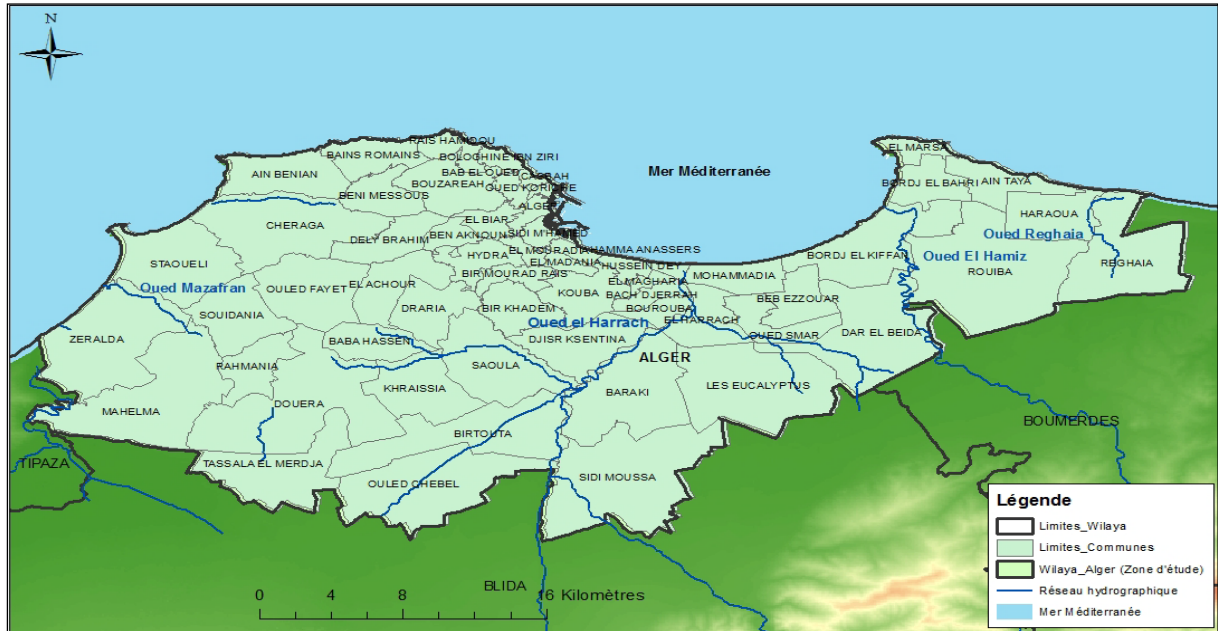 N
RAIS HAMIDOU
BAINS ROMAINS
BOLOGHINE IBN ZIRI
EL MARSA
AIN BENIAN
BAB EL OUED
CASBAH
Mer Méditerranée
BOUZAREAH
OUED KORICHE
BORDJ EL BAHRI
AIN TAYA
BENI MESSOUS
ALGER
HARAOUA
CHERAGA
EL BIAR
SIDI M'HAMED
Oued Reghaia
DELY BRAHIM
BEN AKNOUN
EL MOURADIA
HAMMA ANASSERS
STAOUELI
HYDRA
EL MADANIA
HUSSEIN DEY
BORDJ EL KIFFAN
Oued El Hamiz
REGHAIA
BIR MOURAD RAIS
MOHAMMADIA
ROUIBA
Oued Mazafran
OULED FAYET
EL ACHOUR
EL MAGHARIA
KOUBA
BACH DJERRAH
BEB EZZOUAR
SOUIDANIA
DRARIA
BIR KHADEM
BOUROUBA
Oued el Harrach
EL HARRACH
ZERALDA
BABA HASSEN
DJISR KSENTINA
OUED SMAR
DAR EL BEIDA
RAHMANIA
SAOULA
ALGER
KHRAISSIA
BARAKI
LES EUCALYPTUS
MAHELMA
DOUERA
BOUMERDES
BIRTOUTA
TIPAZA
TASSALA EL MERDJA
OULED CHEBEL
SIDI MOUSSA
BLIDA
0 4 8 16 Kilomètres
Légende
Limites_Wilaya
Limites_Communes
Wilaya_Alger (Zone d'étude)
Réseau hydrographique
Mer Méditerranée